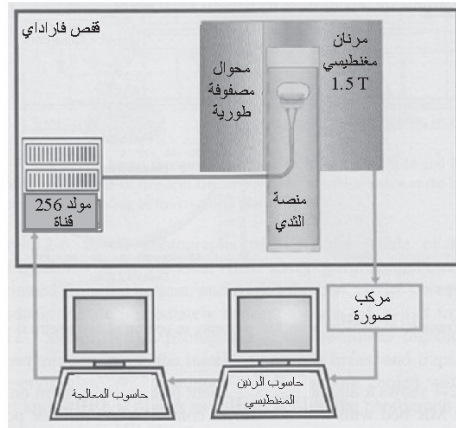 قفص فاراداي
مرنان
مغنطيسي
1.5 T
محوال
مصفوفة
طورية
منصة
الثدي
مولد 256
قناة
مركب
صورة
حاسوب الرنين
المغنطيسي
حاسوب المعالجة